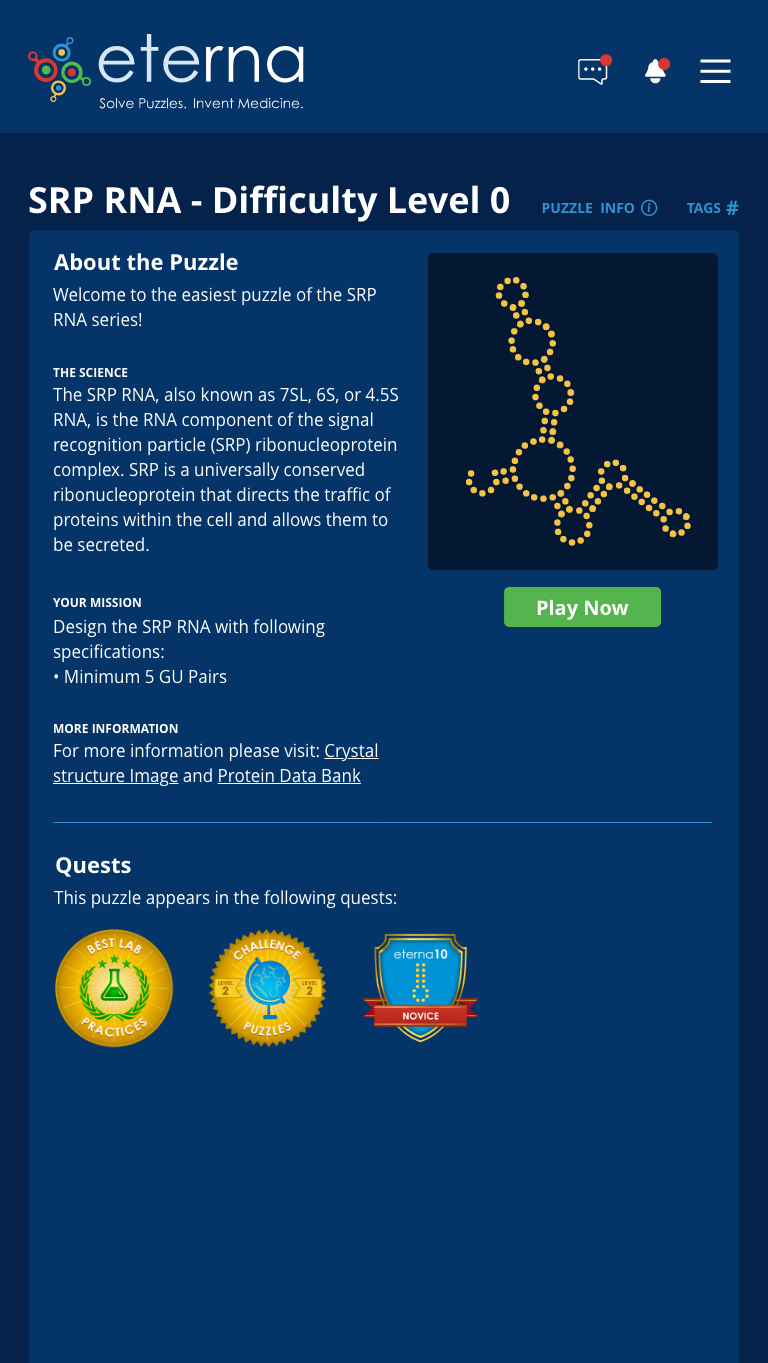 eterna
Solve Puzzles. Invent Medicine.
SRP RNA - Difficulty Level 0
PUZZLE INFO i
TAGS #
About the Puzzle
Welcome to the easiest puzzle of the SRP
RNA series!
THE SCIENCE
The SRP RNA, also known as 7SL, 6S, or 4.5S
RNA, is the RNA component of the signal
recognition particle (SRP) ribonucleoprotein
complex. SRP is a universally conserved
ribonucleoprotein that directs the traffic of
proteins within the cell and allows them to
be secreted.
Play Now
YOUR MISSION
Design the SRP RNA with following
specifications:
• Minimum 5 GU Pairs
MORE INFORMATION
For more information please visit: Crystal
structure Image and Protein Data Bank
Quests
This puzzle appears in the following quests:
BEST LAB
PRACTICES
CHALLENGE
LEVEL 2
LEVEL 2
PUZZLES
eterna10
NOVICE